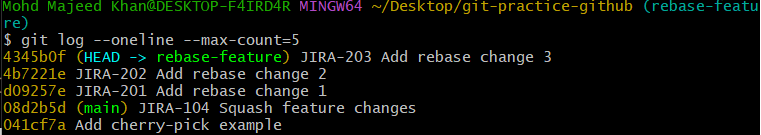 Mohd Majeed Khan@DESKTOP-F4IRD4R MINGW64 ~/Desktop/git-practice-github (rebase-featu
re)
$ git log --oneline --max-count=5
4345b0f (HEAD -> rebase-feature) JIRA-203 Add rebase change 3
4b7221e JIRA-202 Add rebase change 2
d09257e JIRA-201 Add rebase change 1
08d2b5d (main) JIRA-104 Squash feature changes
041cf7a Add cherry-pick example